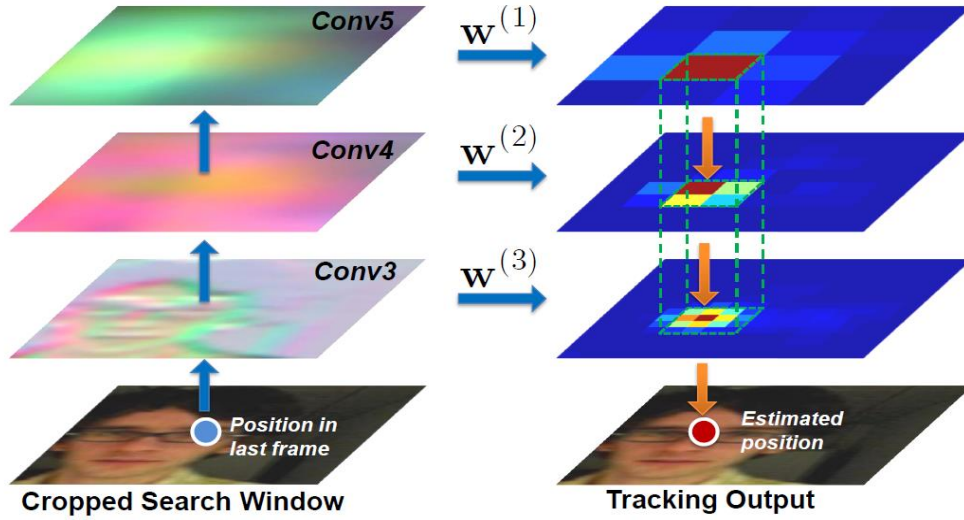 Conv5
w(1)
Conv4
w(2)
Conv3
w(3)
Position in
last frame
Estimated
position
Cropped Search Window
Tracking Output